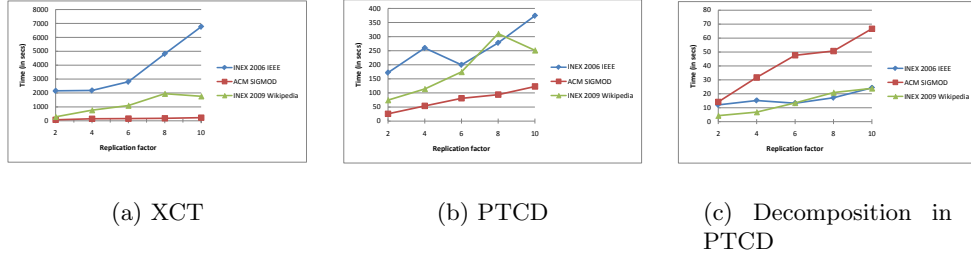 8000
7000
6000
5000
4000
3000
2000
1000
0
Time (in secs)
2 4 6 8 10
Replication factor
INEX 2006 IEEE
ACM SIGMOD
INEX 2009 Wikipedia
(a) XCT
400
350
300
250
200
150
100
50
0
Time (in secs)
2 4 6 8 10
Replication factor
INEX 2006 IEEE
ACM SIGMOD
INEX 2009 Wikipedia
(b) PTCD
80
70
60
50
40
30
20
10
0
Time (in secs)
2 4 6 8 10
Replication factor
INEX 2006 IEEE
ACM SIGMOD
INEX 2009 Wikipedia
(c) Decomposition in
PTCD